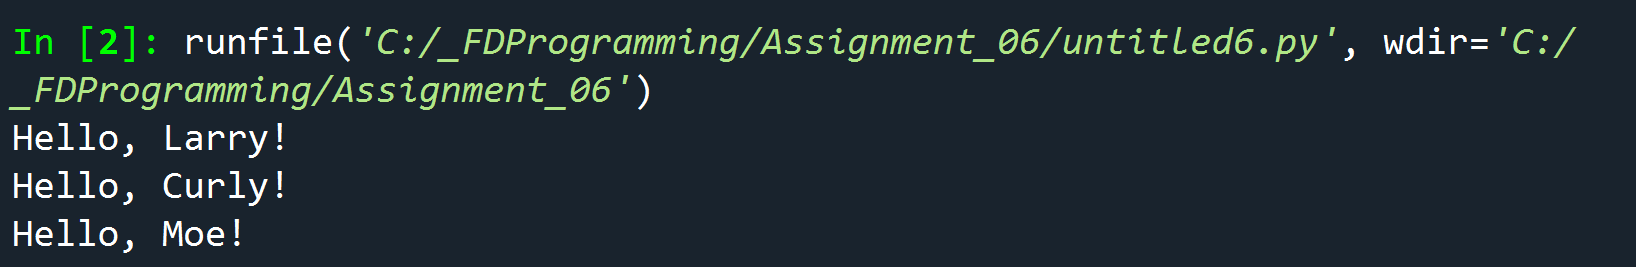 In [2]: runfile('C:/_FDProgramming/Assignment_06/untitled6.py', wdir='C:/
_FDProgramming/Assignment_06')
Hello, Larry!
Hello, Curly!
Hello, Moe!